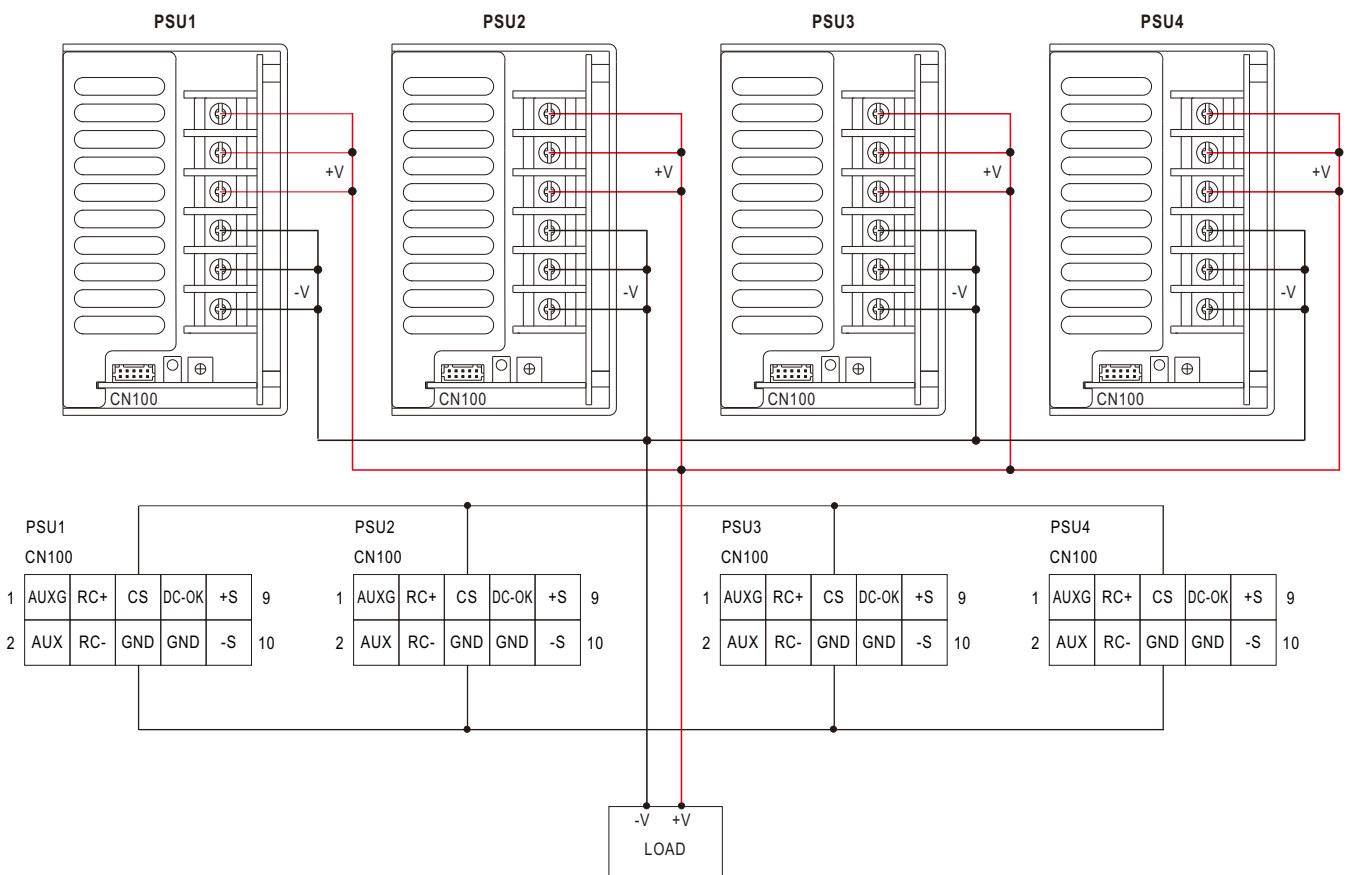 PSU1 PSU2 PSU3 PSU4
+V +V +V +V
-V -V -V -V
CN100 CN100 CN100 CN100
PSU1 PSU2 PSU3 PSU4
CN100 CN100 CN100 CN100
1 AUXG RC+ CS DC-OK +S 9 1 AUXG RC+ CS DC-OK +S 9 1 AUXG RC+ CS DC-OK +S 9 1 AUXG RC+ CS DC-OK +S 9
2 AUX RC- GND GND -S 10 2 AUX RC- GND GND -S 10 2 AUX RC- GND GND -S 10 2 AUX RC- GND GND -S 10
-V +V
LOAD